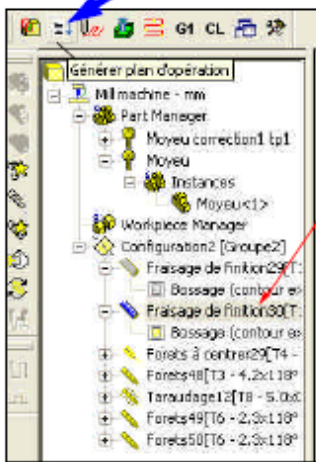 G1 CL
Générer plan d'opération
Mill machine - mm
Part Manager
Moyeu correction1 tp1
Moyeu
Instances
Moyeu<1>
Workpiece Manager
Configuration2 [Groupe2]
Fraisage de finition29[T:
Bossage (contour ex
Fraisage de finition30[T:
Bossage (contour ex
Forets à centrer29[T4 -
Forets48[T3 - 4.2x118°
Taraudage12[T8 - 5.0x0
Forets49[T6 - 2.3x118°
Forets50[T6 - 2.3x118°